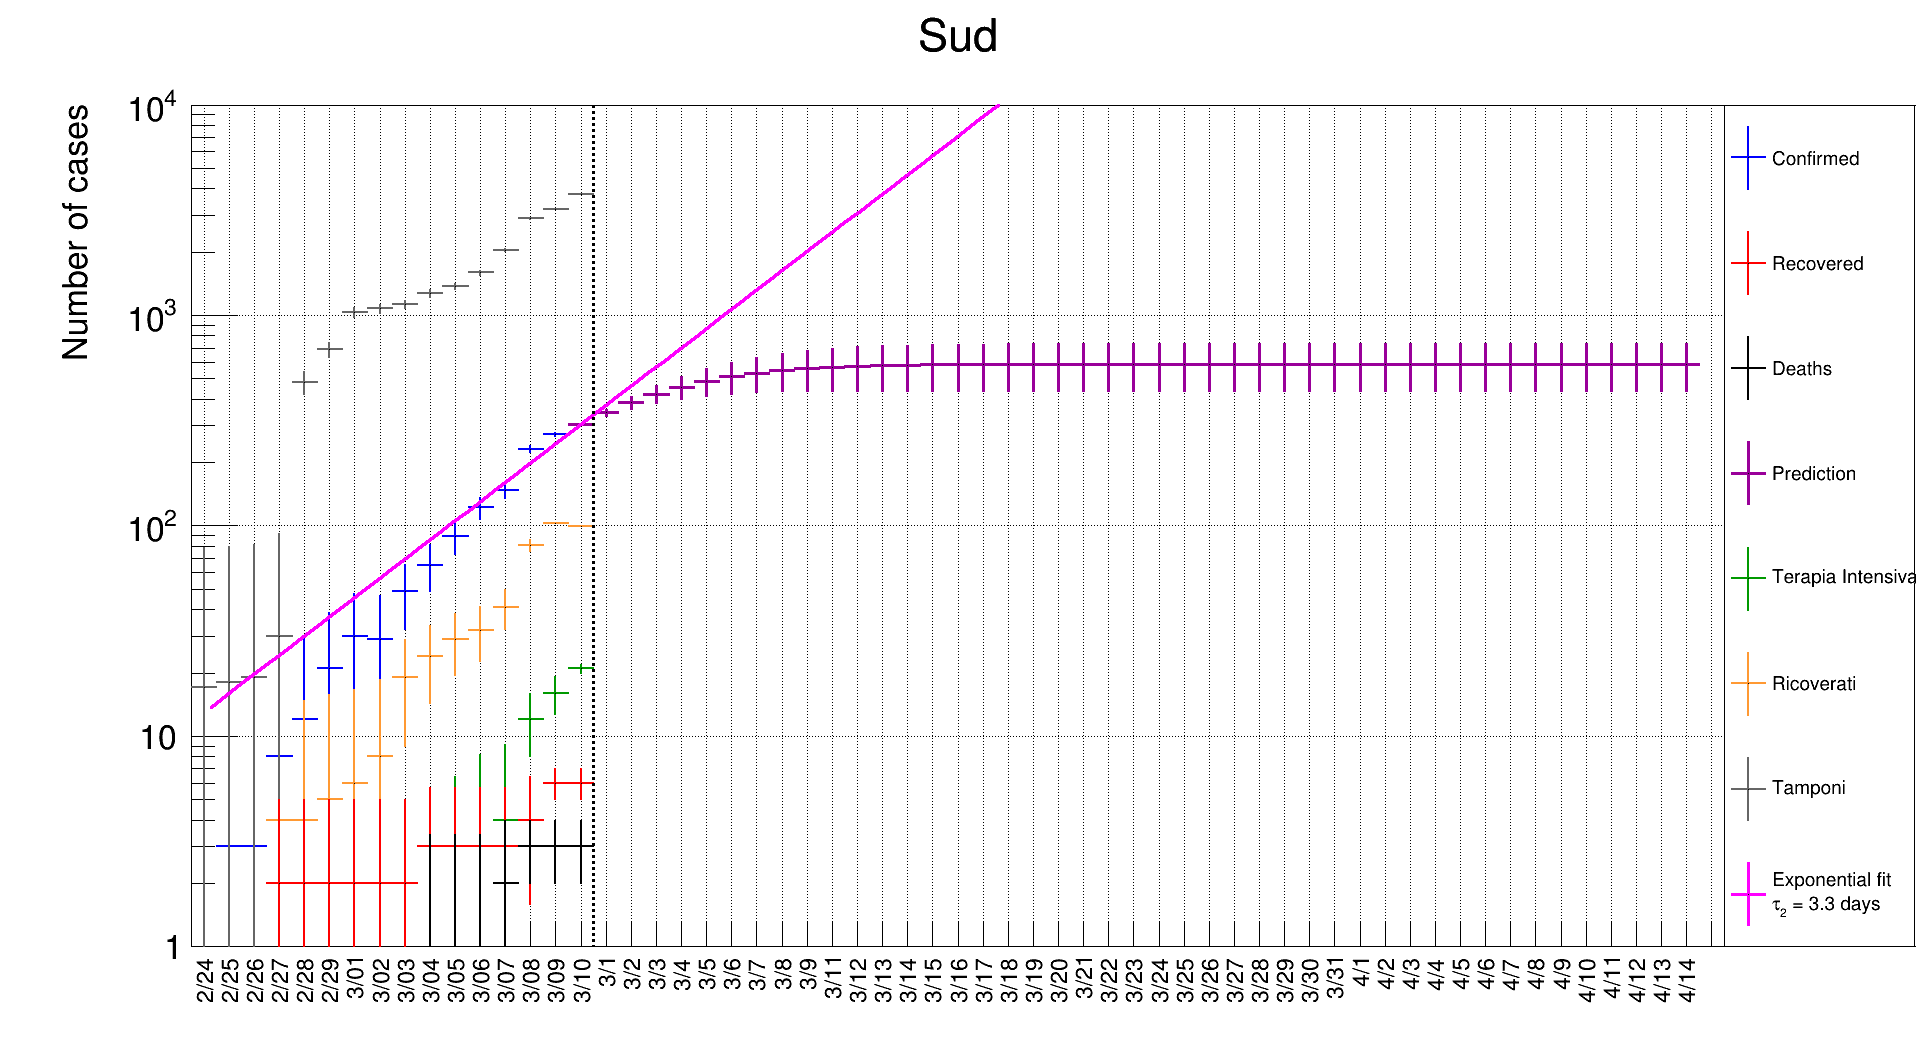 Sud
Number of cases
10^4
10^3
10^2
10
1
2/24 2/25 2/26 2/27 2/28 2/29 3/01 3/02 3/03 3/04 3/05 3/06 3/07 3/08 3/09 3/10 3/1 3/2 3/3 3/4 3/5 3/6 3/7 3/8 3/9 3/11 3/12 3/13 3/14 3/15 3/16 3/17 3/18 3/19 3/20 3/21 3/22 3/23 3/24 3/25 3/26 3/27 3/28 3/29 3/30 3/31 4/1 4/2 4/3 4/4 4/5 4/6 4/7 4/8 4/9 4/10 4/11 4/12 4/13 4/14
Confirmed
Recovered
Deaths
Prediction
Terapia Intensiva
Ricoverati
Tamponi
Exponential fit
τ_2 = 3.3 days